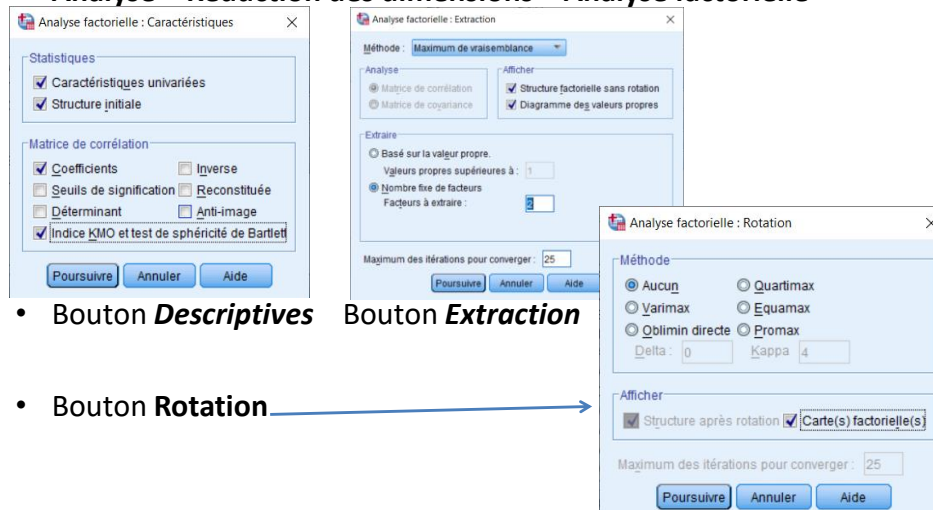 Analyse – Réduction des dimensions – Analyse factorielle
Analyse factorielle : Caractéristiques
Statistiques
Caractéristiques univariées
Structure initiale
Matrice de corrélation
Coefficients Inverse
Seuils de signification Reconstituée
Déterminant Anti-image
Indice KMO et test de sphéricité de Bartlett
Poursuivre Annuler Aide
Analyse factorielle : Extraction
Méthode : Maximum de vraisemblance
Analyse
Matrice de corrélation
Matrice de covariance
Afficher
Structure factorielle sans rotation
Diagramme des valeurs propres
Extraire
Basé sur la valeur propre.
Valeurs propres supérieures à : 1
Nombre fixe de facteurs
Facteurs à extraire : 2
Maximum des itérations pour converger : 25
Poursuivre Annuler Aide
• Bouton Descriptives Bouton Extraction
• Bouton Rotation
Analyse factorielle : Rotation
Méthode
Aucun Quartimax
Varimax Equamax
Oblimin directe Promax
Delta : 0 Kappa 4
Afficher
Structure après rotation Carte(s) factorielle(s)
Maximum des itérations pour converger : 25
Poursuivre Annuler Aide